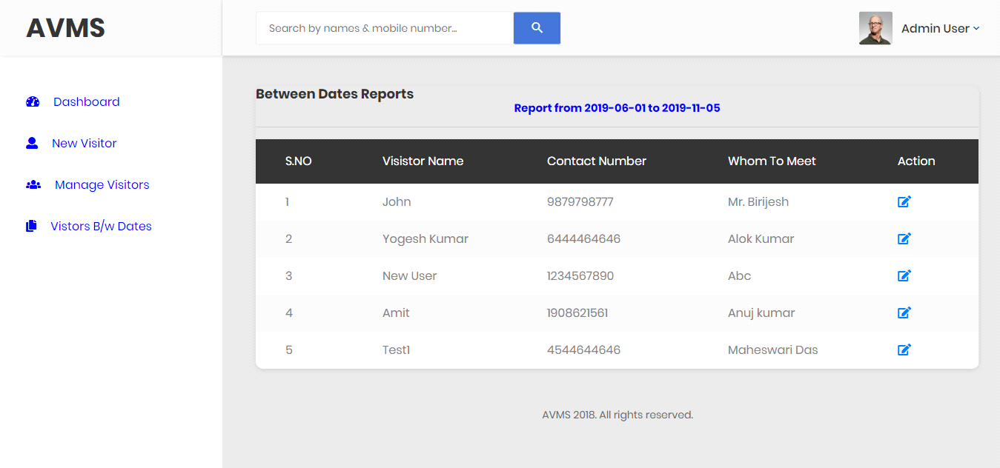 AVMS
Search by names & mobile number...
Admin User
Dashboard
New Visitor
Manage Visitors
Vistors B/w Dates
Between Dates Reports
Report from 2019-06-01 to 2019-11-05
S.NO Visistor Name Contact Number Whom To Meet Action
1 John 9879798777 Mr. Birijesh
2 Yogesh Kumar 6444464646 Alok Kumar
3 New User 1234567890 Abc
4 Amit 1908621561 Anuj kumar
5 Test1 4544644646 Maheswari Das
AVMS 2018. All rights reserved.